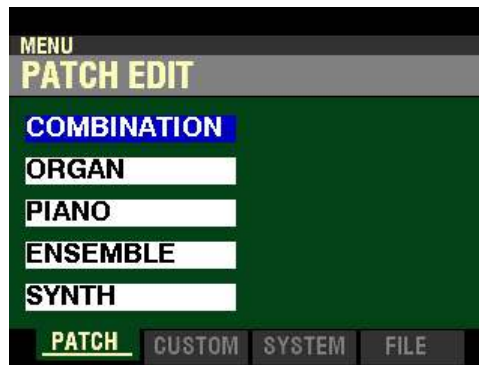 MENU
PATCH EDIT
COMBINATION
ORGAN
PIANO
ENSEMBLE
SYNTH
PATCH CUSTOM SYSTEM FILE